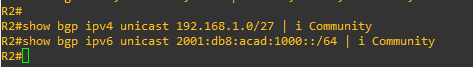 R2#
R2#show bgp ipv4 unicast 192.168.1.0/27 | i Community
R2#show bgp ipv6 unicast 2001:db8:acad:1000::/64 | i Community
R2#